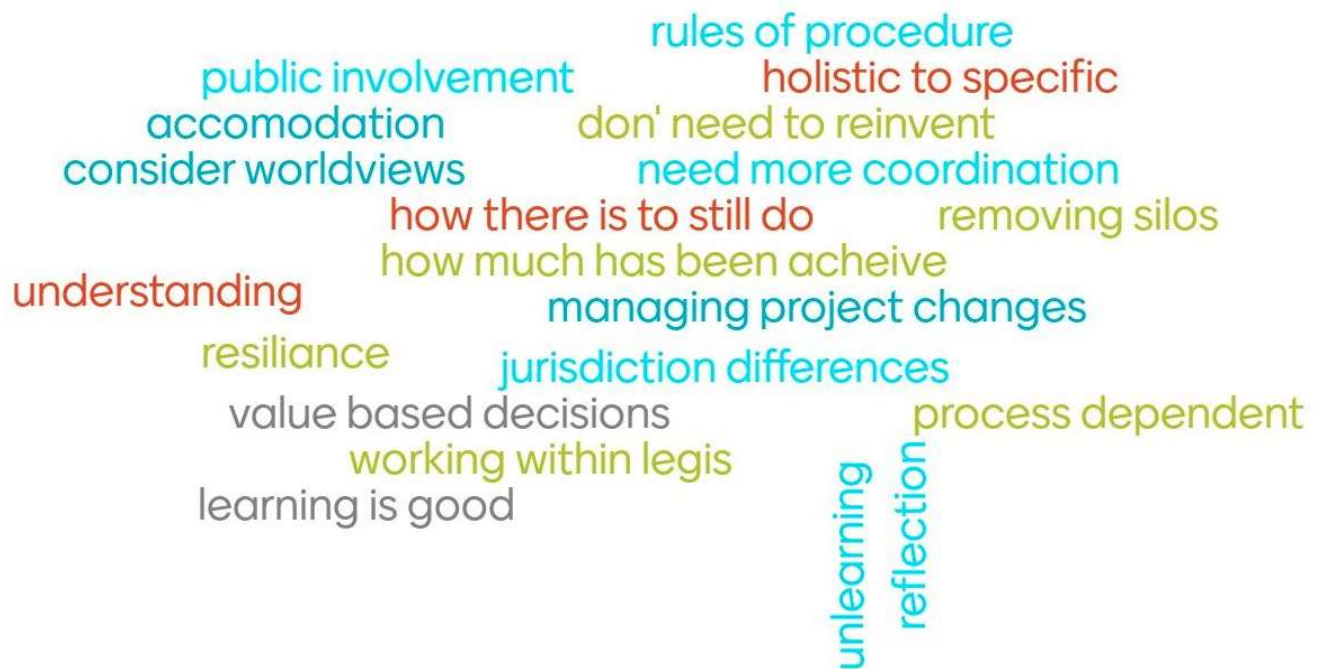 rules of procedure
public involvement
holistic to specific
accomodation
don' need to reinvent
consider worldviews
need more coordination
how there is to still do
removing silos
how much has been acheive
understanding
managing project changes
resiliance
jurisdiction differences
value based decisions
process dependent
working within legis
learning is good
unlearning
reflection